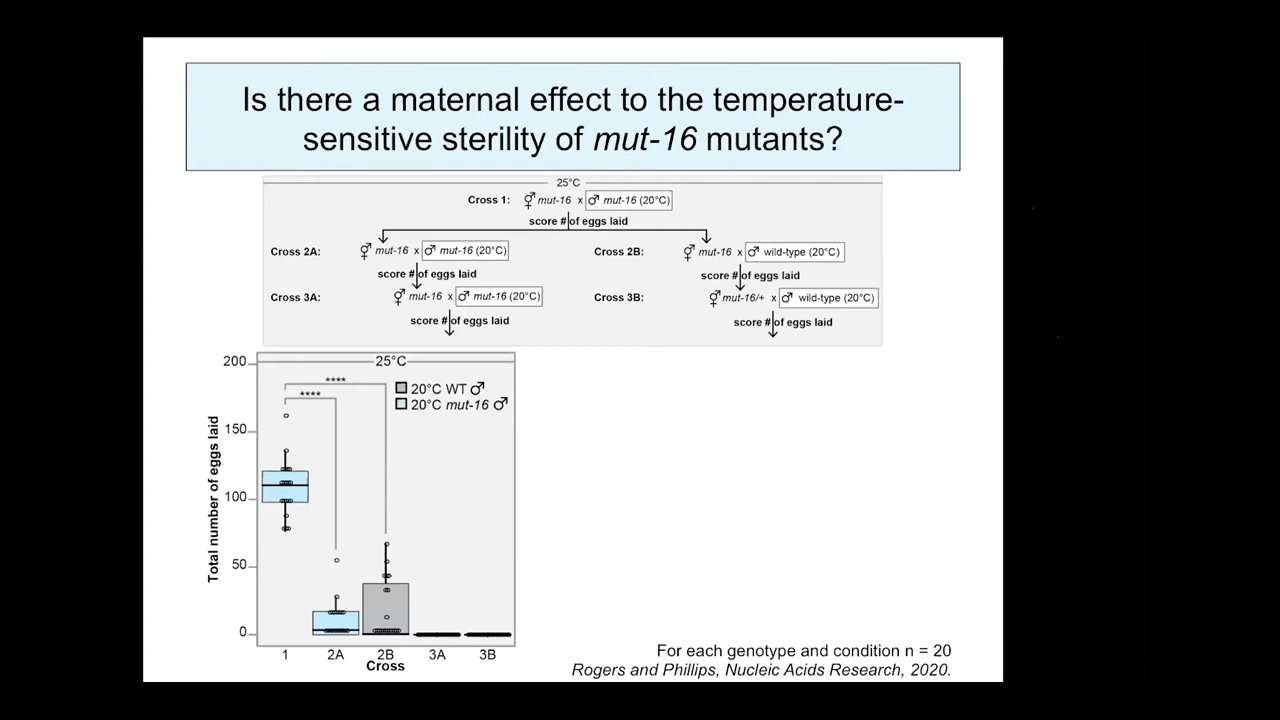 Is there a maternal effect to the temperature-
sensitive sterility of mut-16 mutants?
25°C
Cross 1: ⚥ mut-16 x ♂ mut-16 (20°C)
score # of eggs laid
Cross 2A: ⚥ mut-16 x ♂ mut-16 (20°C)
score # of eggs laid
Cross 3A: ⚥ mut-16 x ♂ mut-16 (20°C)
score # of eggs laid
Cross 2B: ⚥ mut-16 x ♂ wild-type (20°C)
score # of eggs laid
Cross 3B: ⚥ mut-16/+ x ♂ wild-type (20°C)
score # of eggs laid
25°C
****
****
20°C WT ♂
20°C mut-16 ♂
Total number of eggs laid
200
150
100
50
0
1 2A 2B 3A 3B
Cross
For each genotype and condition n = 20
Rogers and Phillips, Nucleic Acids Research, 2020.